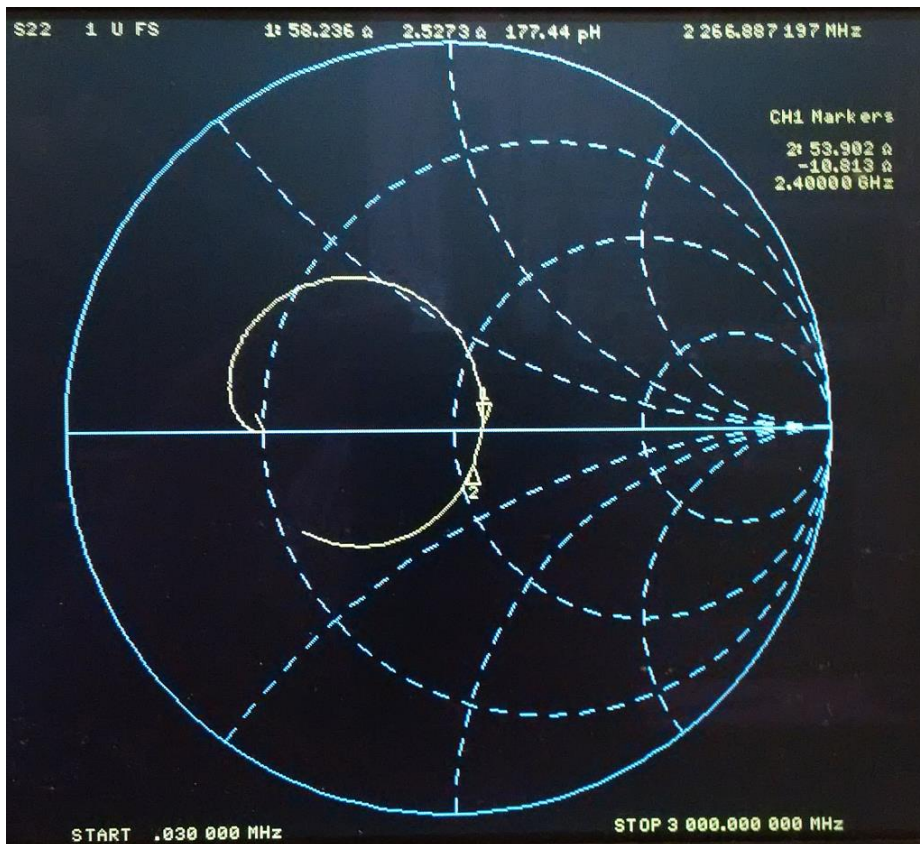 S22 1 U FS 1: 58.236 Ω 2.5273 Ω 177.44 pH 2 266.887 197 MHz
CH1 Markers
2: 53.902 Ω
-10.813 Ω
2.40000 GHz
1
2
START .030 000 MHz STOP 3 000.000 000 MHz